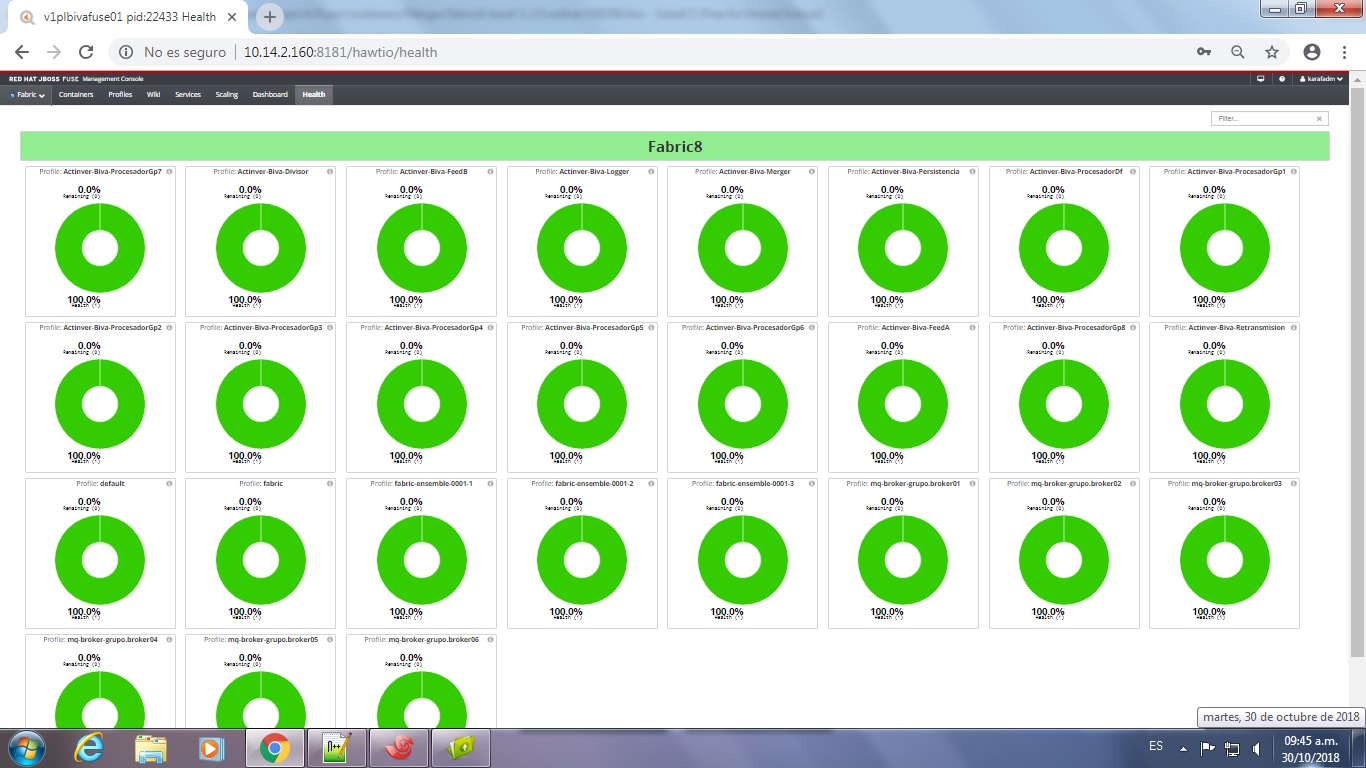 v1plbivafuse01 pid:22433 Health
No es seguro 10.14.2.160:8181/hawtio/health
RED HAT JBOSS FUSE Management Console
karafadm
Fabric Containers Profiles Wiki Services Scaling Dashboard Health
Filter...
Fabric8
Profile: Actinver-Biva-ProcesadorGp7 Profile: Actinver-Biva-Divisor Profile: Actinver-Biva-FeedB Profile: Actinver-Biva-Logger Profile: Actinver-Biva-Merger Profile: Actinver-Biva-Persistencia Profile: Actinver-Biva-ProcesadorDf Profile: Actinver-Biva-ProcesadorGp1
0.0% 0.0% 0.0% 0.0% 0.0% 0.0% 0.0% 0.0%
Remaining (0) Remaining (0) Remaining (0) Remaining (0) Remaining (0) Remaining (0) Remaining (0) Remaining (0)
100.0% 100.0% 100.0% 100.0% 100.0% 100.0% 100.0% 100.0%
Health (1) Health (1) Health (1) Health (1) Health (1) Health (1) Health (1) Health (1)
Profile: Actinver-Biva-ProcesadorGp2 Profile: Actinver-Biva-ProcesadorGp3 Profile: Actinver-Biva-ProcesadorGp4 Profile: Actinver-Biva-ProcesadorGp5 Profile: Actinver-Biva-ProcesadorGp6 Profile: Actinver-Biva-FeedA Profile: Actinver-Biva-ProcesadorGp8 Profile: Actinver-Biva-Retransmision
0.0% 0.0% 0.0% 0.0% 0.0% 0.0% 0.0% 0.0%
Remaining (0) Remaining (0) Remaining (0) Remaining (0) Remaining (0) Remaining (0) Remaining (0) Remaining (0)
100.0% 100.0% 100.0% 100.0% 100.0% 100.0% 100.0% 100.0%
Health (1) Health (1) Health (1) Health (1) Health (1) Health (1) Health (1) Health (1)
Profile: default Profile: fabric Profile: fabric-ensemble-0001-1 Profile: fabric-ensemble-0001-2 Profile: fabric-ensemble-0001-3 Profile: mq-broker-grupo.broker01 Profile: mq-broker-grupo.broker02 Profile: mq-broker-grupo.broker03
0.0% 0.0% 0.0% 0.0% 0.0% 0.0% 0.0% 0.0%
Remaining (0) Remaining (0) Remaining (0) Remaining (0) Remaining (0) Remaining (0) Remaining (0) Remaining (0)
100.0% 100.0% 100.0% 100.0% 100.0% 100.0% 100.0% 100.0%
Health (1) Health (1) Health (1) Health (1) Health (1) Health (1) Health (1) Health (1)
Profile: mq-broker-grupo.broker04 Profile: mq-broker-grupo.broker05 Profile: mq-broker-grupo.broker06
0.0% 0.0% 0.0%
Remaining (0) Remaining (0) Remaining (0)
martes, 30 de octubre de 2018
ES 09:45 a.m.
30/10/2018